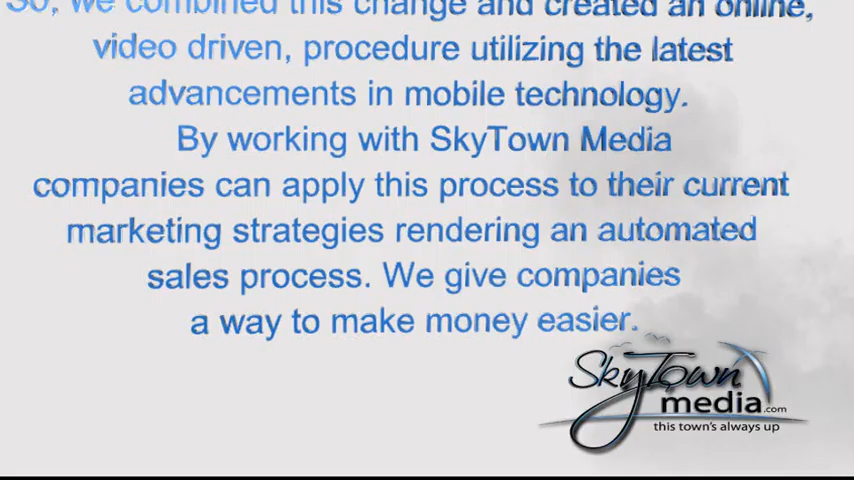 So, we combined this change and created an online,
video driven, procedure utilizing the latest
advancements in mobile technology.
By working with SkyTown Media
companies can apply this process to their current
marketing strategies rendering an automated
sales process. We give companies
a way to make money easier.
SkyTown
media.com
this town's always up